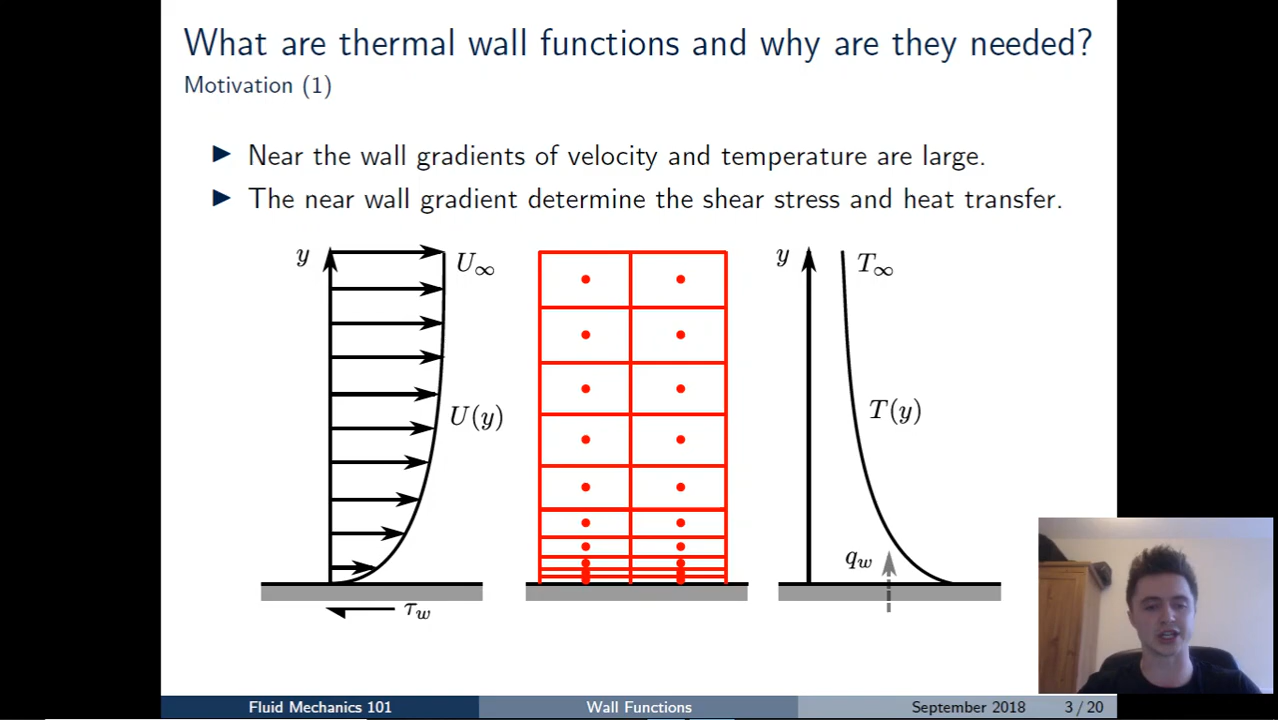 What are thermal wall functions and why are they needed?
Motivation (1)
▶ Near the wall gradients of velocity and temperature are large.
▶ The near wall gradient determine the shear stress and heat transfer.
y
U∞
U(y)
τw
y
T∞
T(y)
qw
Fluid Mechanics 101
Wall Functions
September 2018
3 / 20